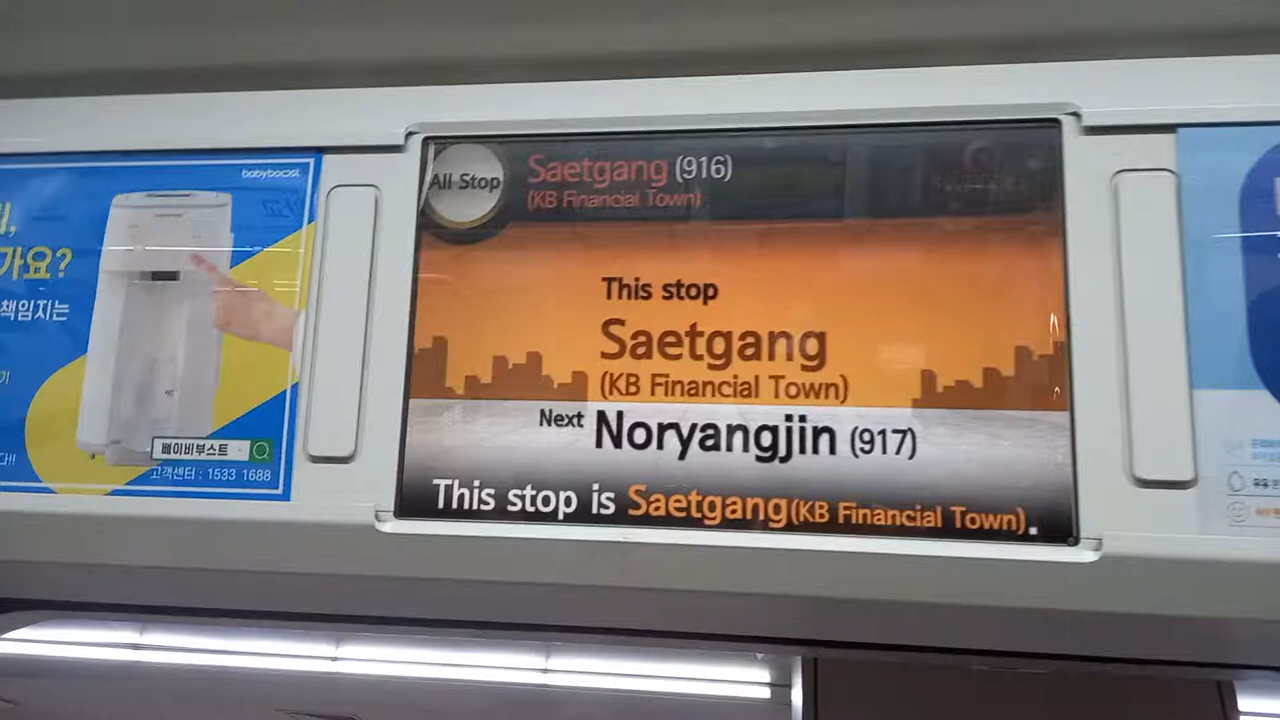 babyboost
가요?
책임지는
베이비부스트
고객센터 : 1533 1688
All Stop
Saetgang (916)
(KB Financial Town)
This stop
Saetgang
(KB Financial Town)
Next Noryangjin (917)
This stop is Saetgang(KB Financial Town).